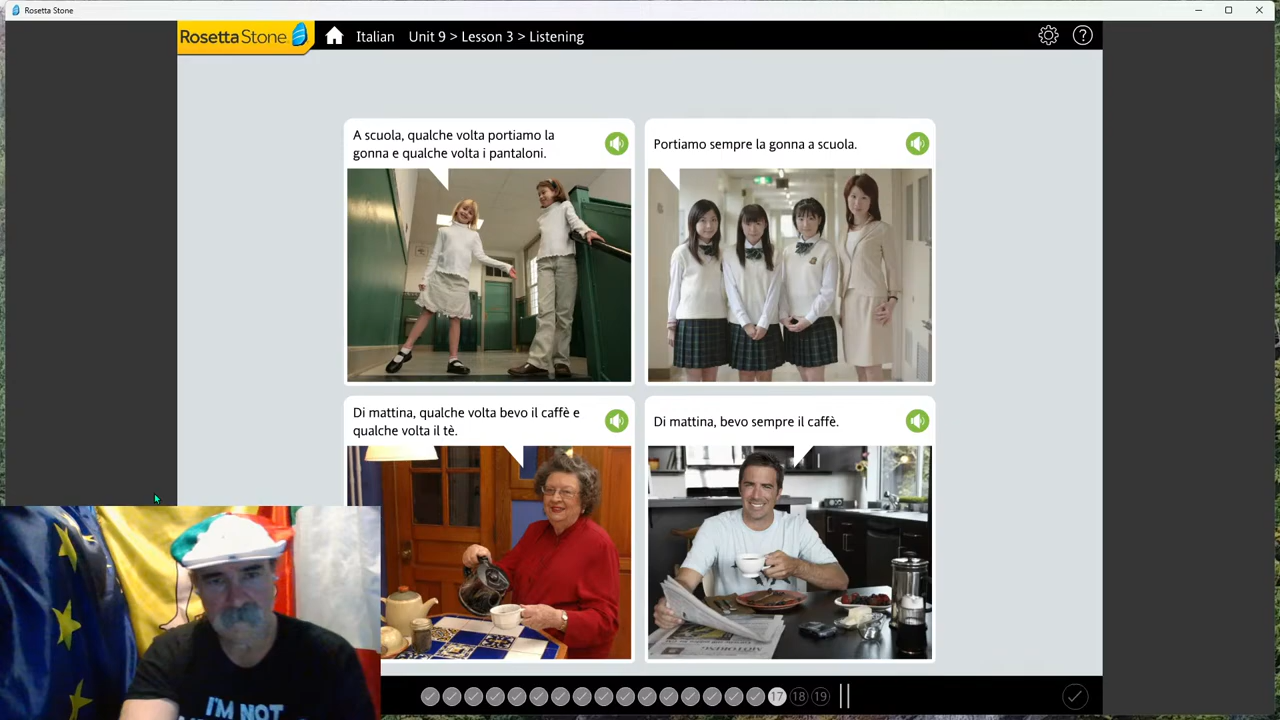 Rosetta Stone
RosettaStone
Italian Unit 9 > Lesson 3 > Listening
A scuola, qualche volta portiamo la
gonna e qualche volta i pantaloni.
Portiamo sempre la gonna a scuola.
Di mattina, qualche volta bevo il caffè e
qualche volta il tè.
Di mattina, bevo sempre il caffè.
I'M NOT
17 18 19